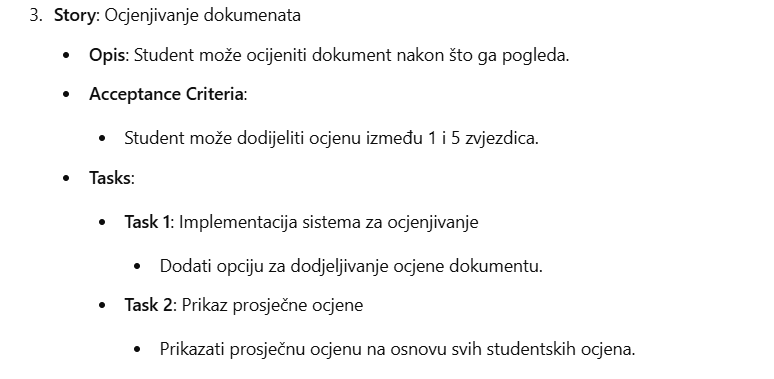 3. Story: Ocjenjivanje dokumenata
• Opis: Student može ocijeniti dokument nakon što ga pogleda.
• Acceptance Criteria:
• Student može dodijeliti ocjenu između 1 i 5 zvjezdica.
• Tasks:
• Task 1: Implementacija sistema za ocjenjivanje
• Dodati opciju za dodjeljivanje ocjene dokumentu.
• Task 2: Prikaz prosječne ocjene
• Prikazati prosječnu ocjenu na osnovu svih studentskih ocjena.